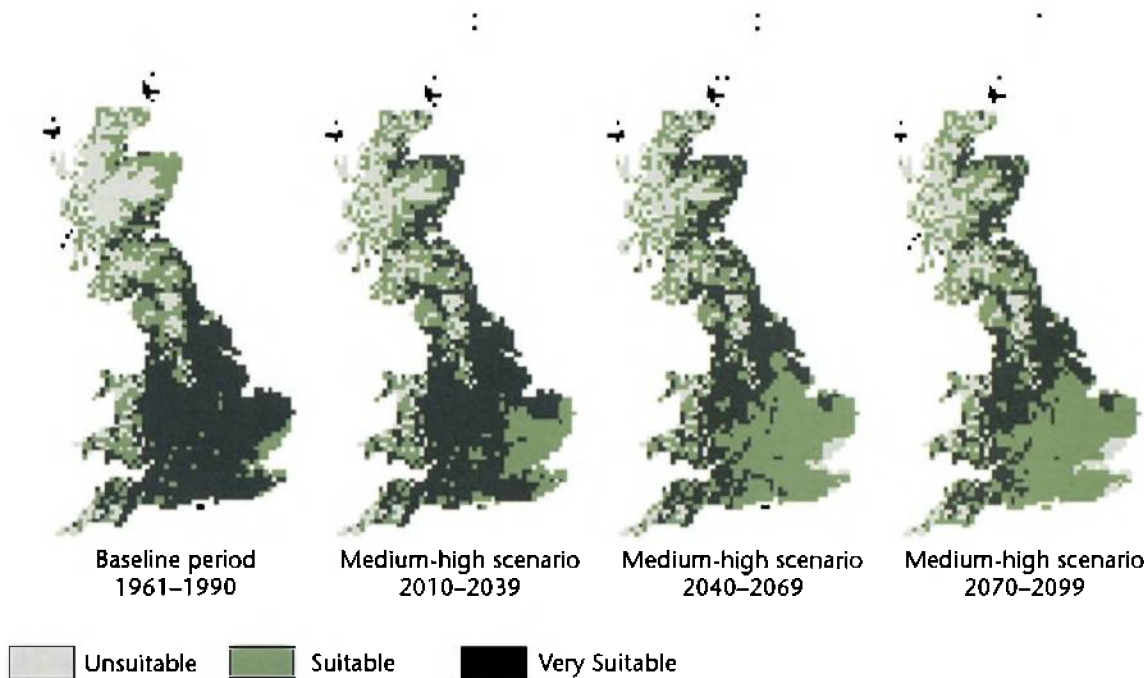 Baseline period
1961–1990
Medium-high scenario
2010–2039
Medium-high scenario
2040–2069
Medium-high scenario
2070–2099
Unsuitable
Suitable
Very Suitable